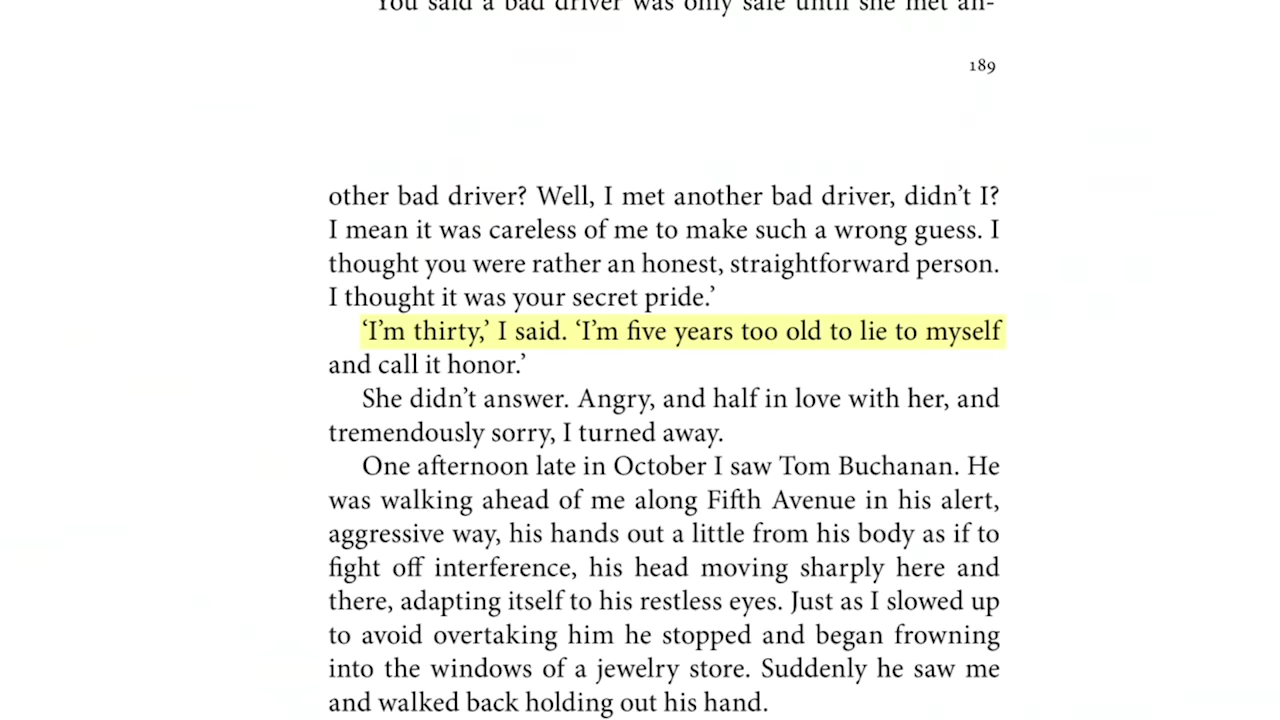 You said a bad driver was only safe until she met an-
189
other bad driver? Well, I met another bad driver, didn’t I?
I mean it was careless of me to make such a wrong guess. I
thought you were rather an honest, straightforward person.
I thought it was your secret pride.’
‘I’m thirty,’ I said. ‘I’m five years too old to lie to myself
and call it honor.’
She didn’t answer. Angry, and half in love with her, and
tremendously sorry, I turned away.
One afternoon late in October I saw Tom Buchanan. He
was walking ahead of me along Fifth Avenue in his alert,
aggressive way, his hands out a little from his body as if to
fight off interference, his head moving sharply here and
there, adapting itself to his restless eyes. Just as I slowed up
to avoid overtaking him he stopped and began frowning
into the windows of a jewelry store. Suddenly he saw me
and walked back holding out his hand.